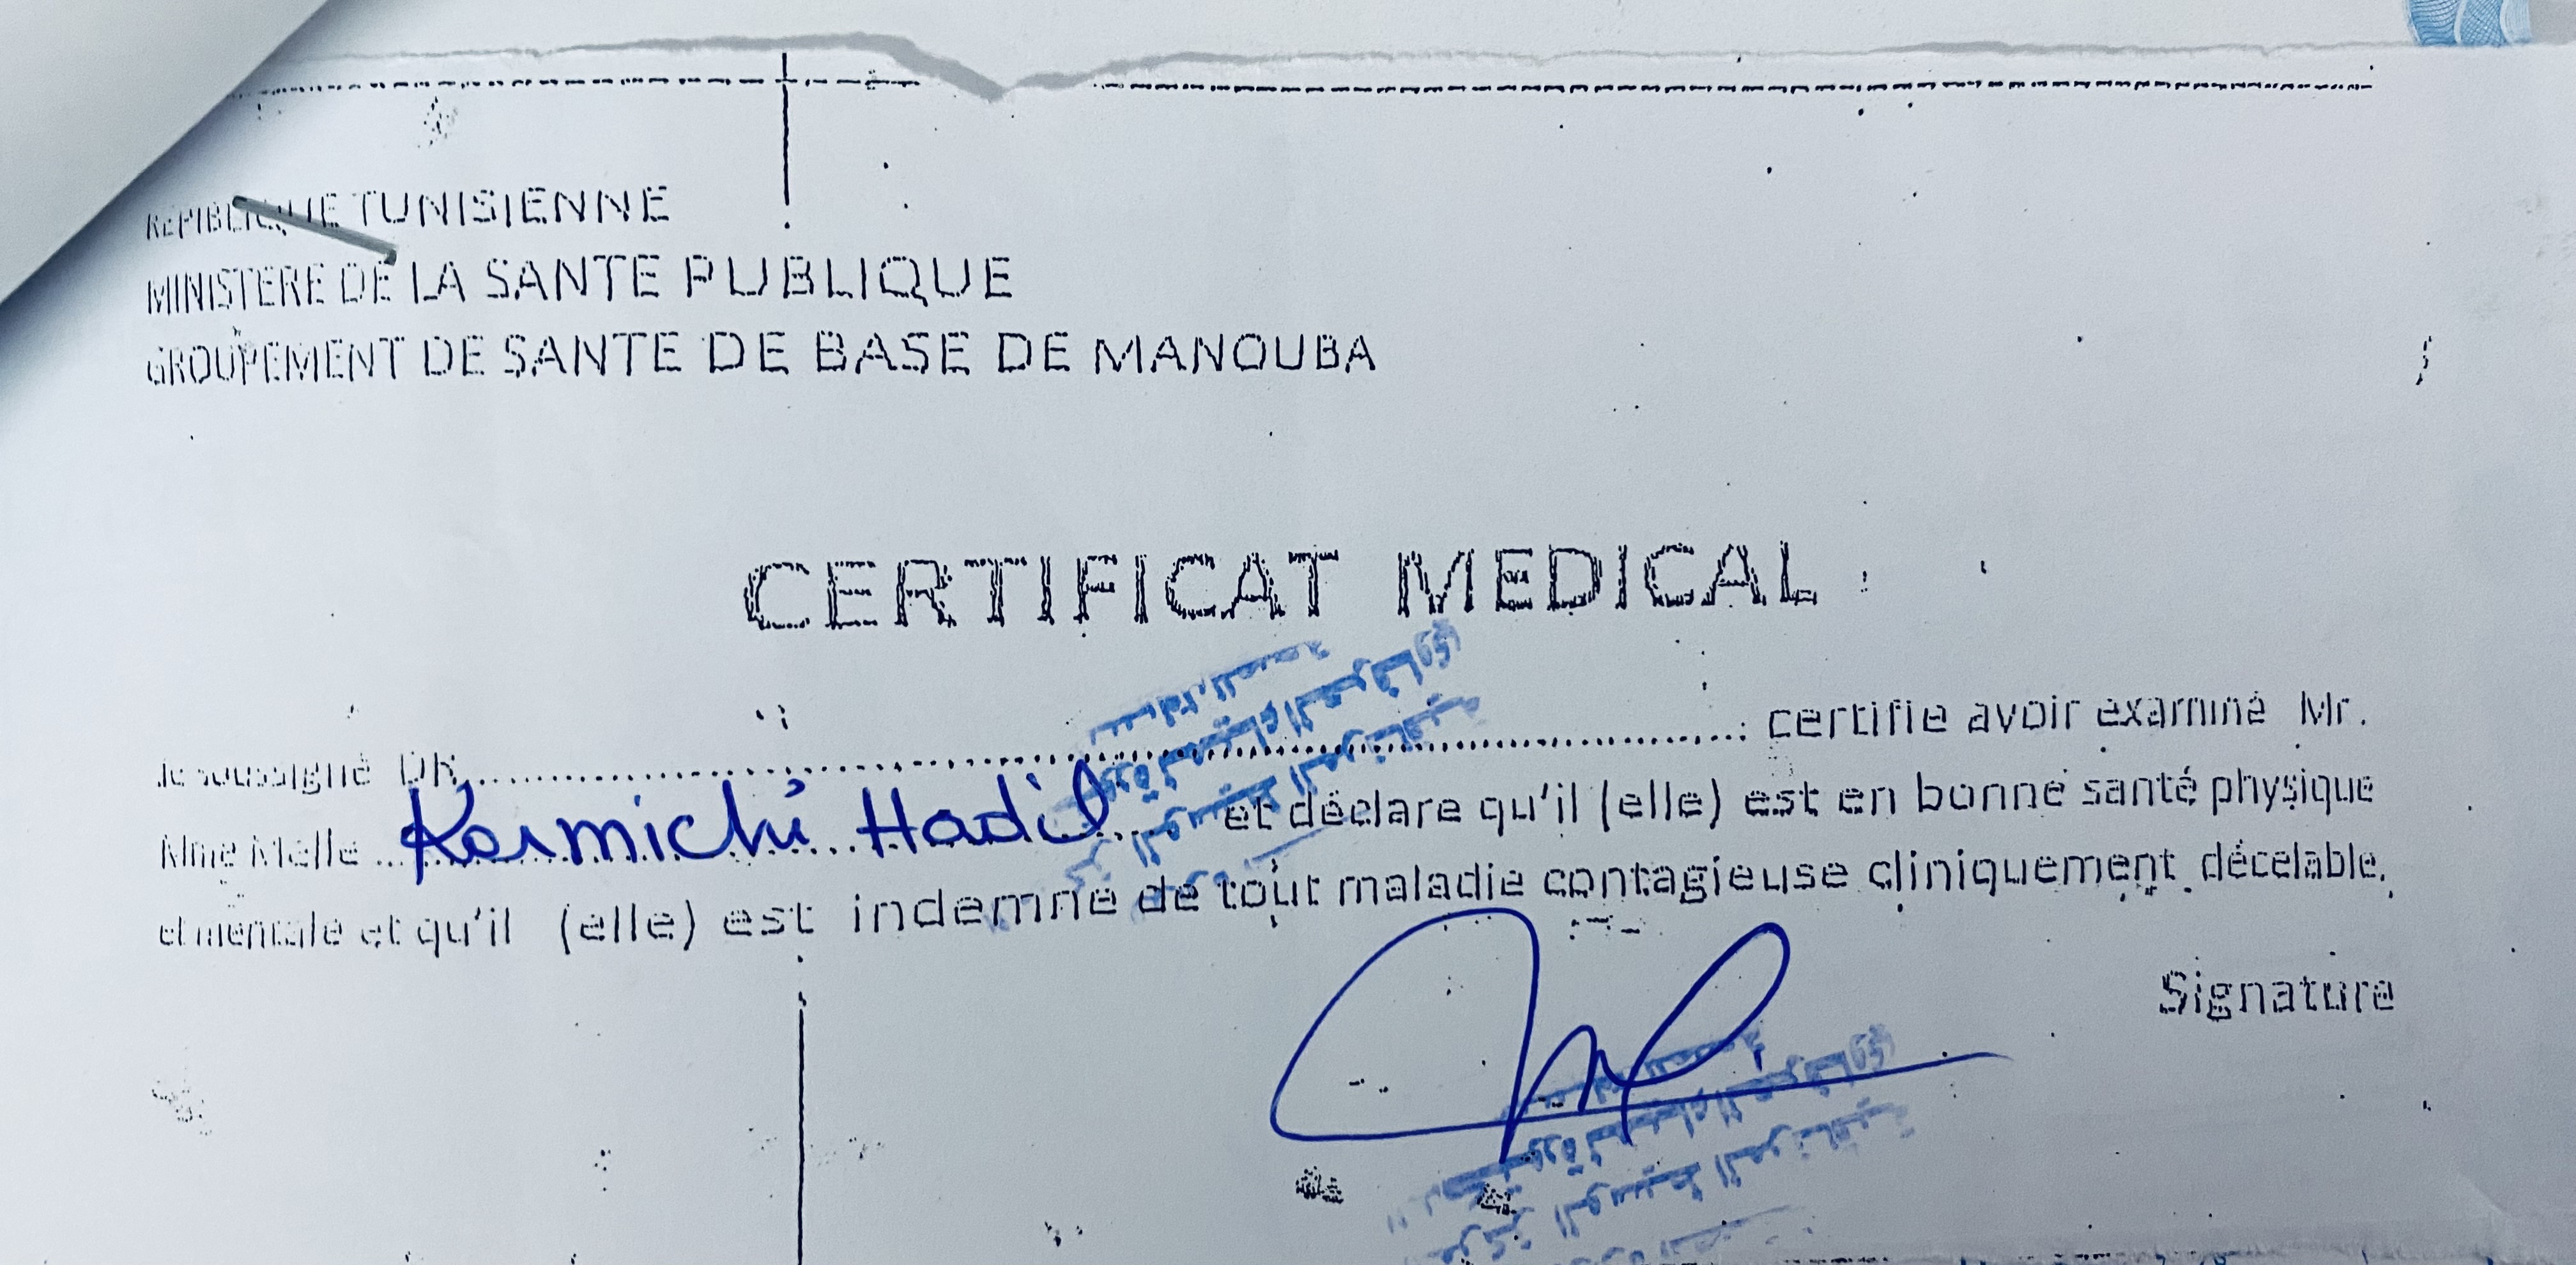 REPIBLIQUE TUNISIENNE
MINISTERE DE LA SANTE PUBLIQUE
GROUPEMENT DE SANTE DE BASE DE MANOUBA
CERTIFICAT MEDICAL
Je soussigné DR.......................................: certifie avoir examiné Mr.
Mme Melle ... Kermichi Hadil ... et déclare qu'il (elle) est en bonne santé physique
et mentale et qu'il (elle) est indemne de tout maladie contagieuse cliniquement décelable.
Signature